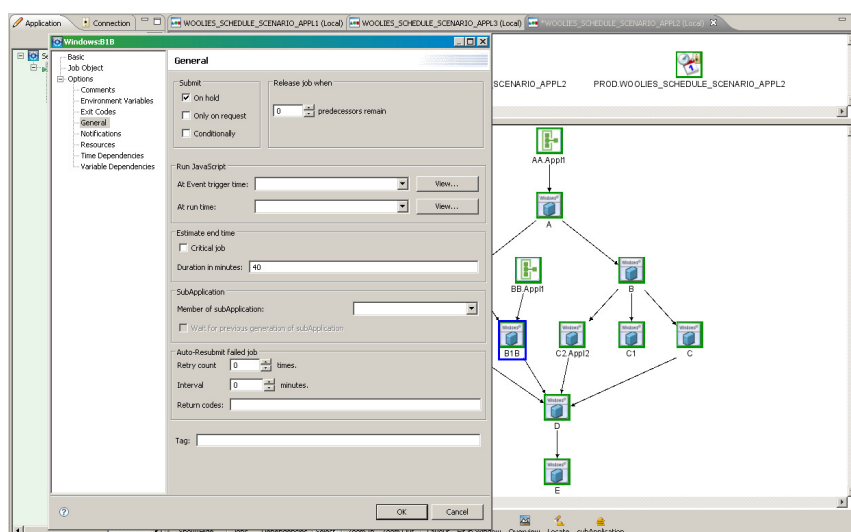 Application
Connection
WOOLIES_SCHEDULE_SCENARIO_APPL1 (Local)
WOOLIES_SCHEDULE_SCENARIO_APPL3 (Local)
*WOOLIES_SCHEDULE_SCENARIO_APPL2 (Local)
Windows:B1B
Basic
Job Object
Options
Comments
Environment Variables
Exit Codes
General
Notifications
Resources
Time Dependencies
Variable Dependencies
General
Submit
On hold
Only on request
Conditionally
Release job when
0 predecessors remain
Run JavaScript
At Event trigger time: View...
At run time: View...
Estimate end time
Critical job
Duration in minutes: 40
SubApplication
Member of subApplication:
Wait for previous generation of subApplication
Auto-Resubmit failed job
Retry count 0 times.
Interval 0 minutes.
Return codes:
Tag:
OK Cancel
SCENARIO_APPL2
PROD.WOOLIES_SCHEDULE_SCENARIO_APPL2
AA.Appl1
A
BB.Appl1
B
B1B
C2.Appl2
C1
C
D
E